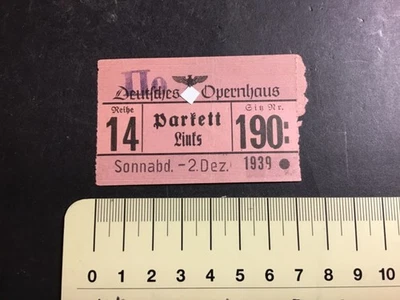 Deutsches Opernhaus
Reihe
Sitz Nr.
14
Parkett
Links
190:
Sonnabd. -2. Dez. 1939
0 1 2 3 4 5 6 7 8 9 10